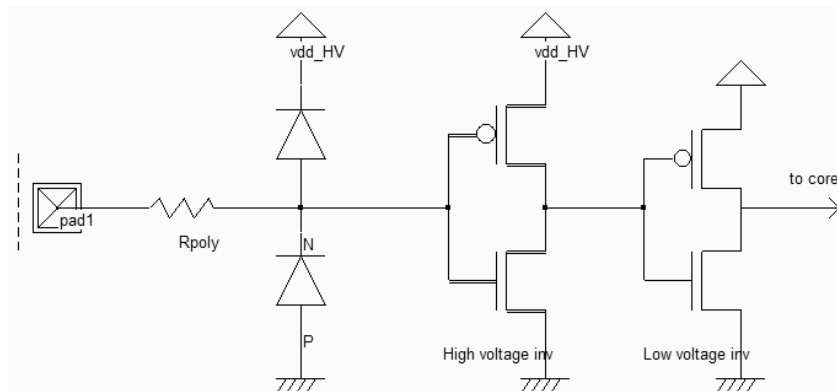 vdd_HV
vdd_HV
to core
pad1
Rpoly
N
P
High voltage inv
Low voltage inv